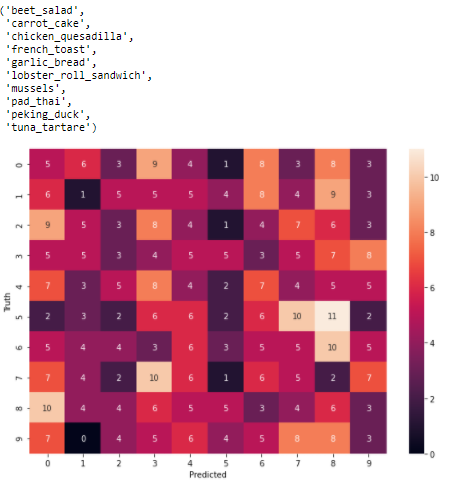 ('beet_salad',
'carrot_cake',
'chicken_quesadilla',
'french_toast',
'garlic_bread',
'lobster_roll_sandwich',
'mussels',
'pad_thai',
'peking_duck',
'tuna_tartare')
0 5 6 3 9 4 1 8 3 8 3
1 6 1 5 5 5 4 8 4 9 3
2 9 5 3 8 4 1 4 7 6 3
3 5 5 3 4 5 5 3 5 7 8
4 7 3 5 8 4 2 7 4 5 5
5 2 3 2 6 6 2 6 10 11 2
6 5 4 4 3 6 3 5 5 10 5
7 7 4 2 10 6 1 6 5 2 7
8 10 4 4 6 5 5 3 4 6 3
9 7 0 4 5 6 4 5 8 8 3
0 1 2 3 4 5 6 7 8 9
Predicted
Truth
10
8
6
4
2
0